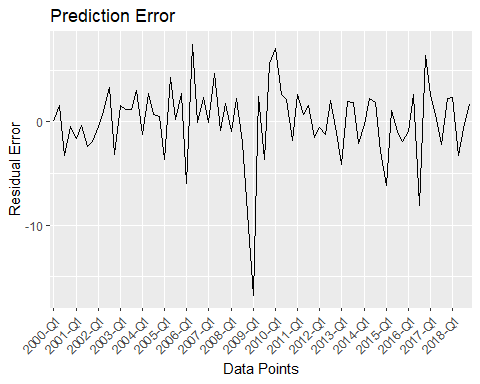 Prediction Error
Residual Error
0
-10
2000-Q1
2001-Q1
2002-Q1
2003-Q1
2004-Q1
2005-Q1
2006-Q1
2007-Q1
2008-Q1
2009-Q1
2010-Q1
2011-Q1
2012-Q1
2013-Q1
2014-Q1
2015-Q1
2016-Q1
2017-Q1
2018-Q1
Data Points